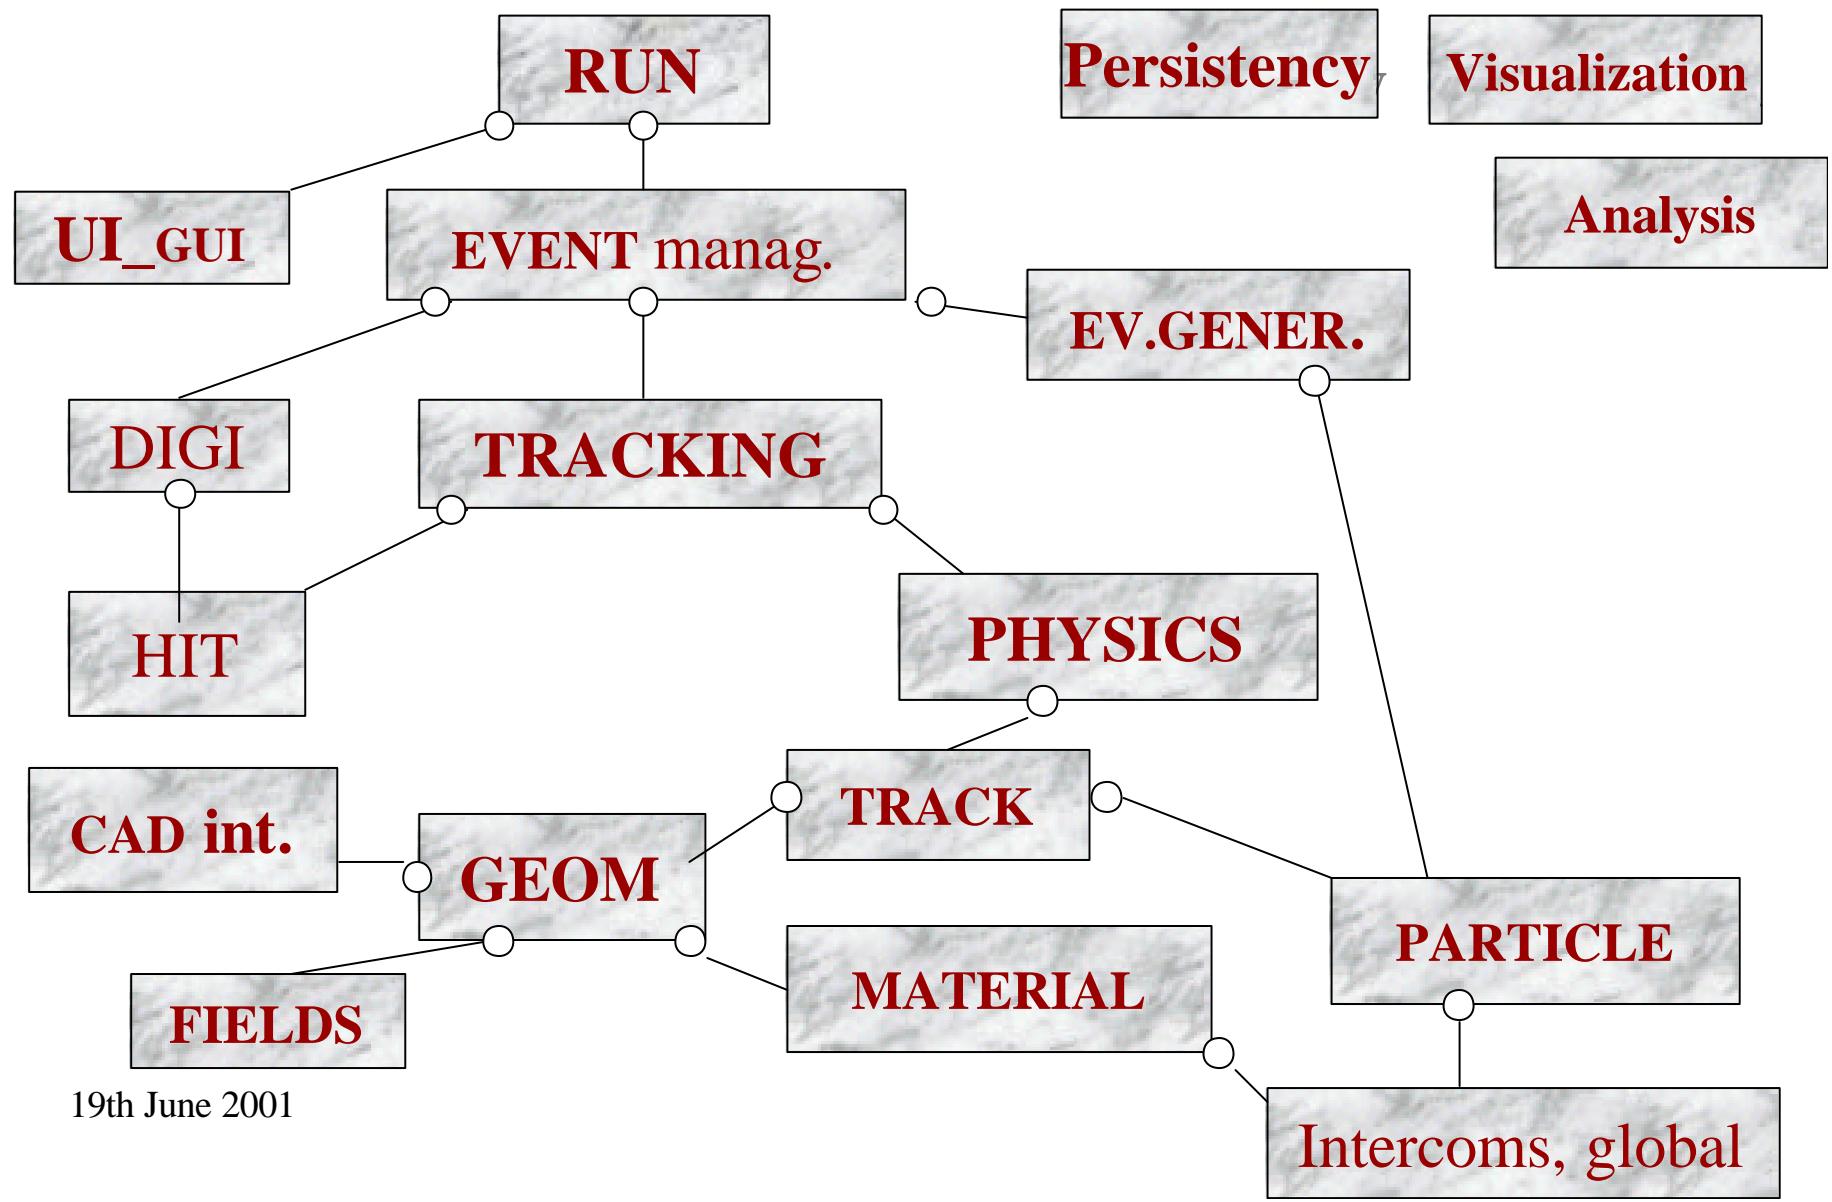 RUN
Persistency
Visualization
Analysis
UI_GUI
EVENT manag.
EV.GENER.
DIGI
TRACKING
HIT
PHYSICS
CAD int.
TRACK
GEOM
PARTICLE
MATERIAL
FIELDS
19th June 2001
Intercoms, global